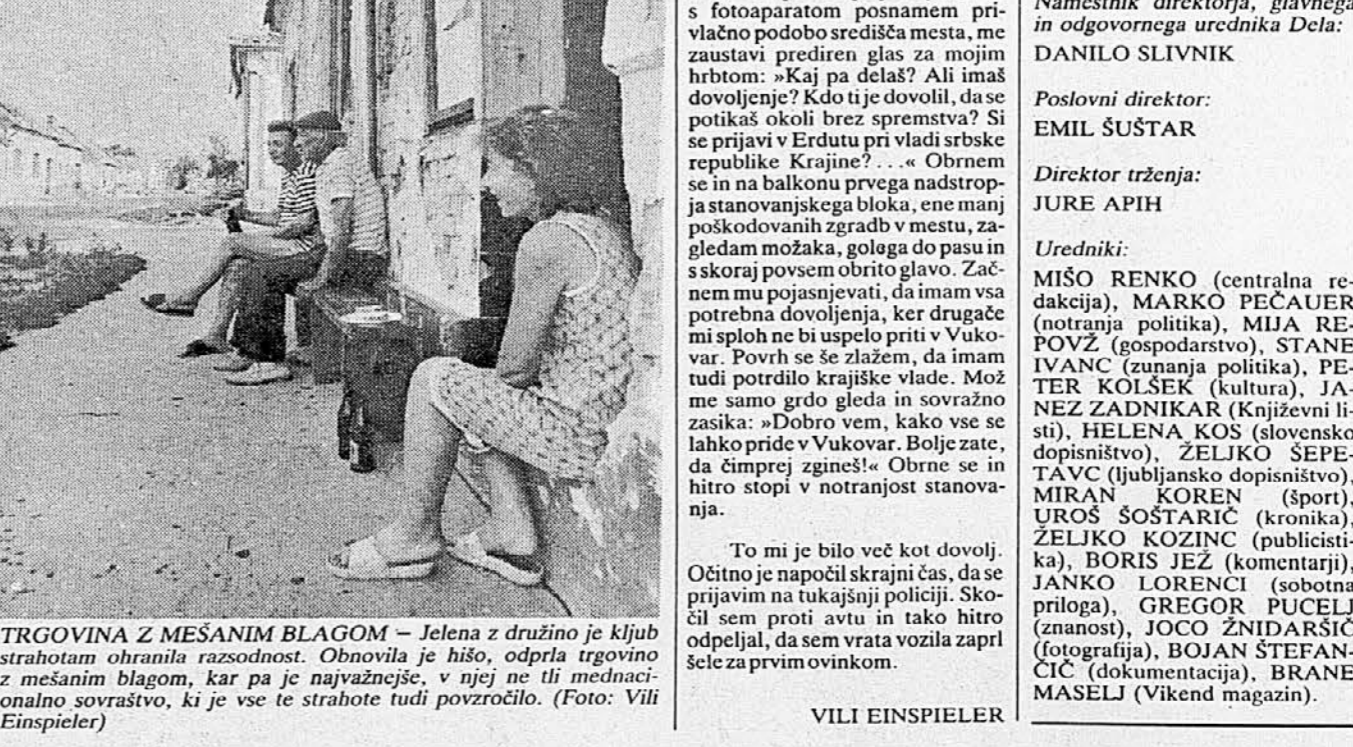 TRGOVINA Z MEŠANIM BLAGOM — Jelena z družino je kljub
strahotam ohranila razsodnost. Obnovila je hišo, odprla trgovino
z mešanim blagom, kar pa je najvažnejše, v njej ne tli mednaci-
onalno sovraštvo, ki je vse te strahote tudi povzročilo. (Foto: Vili
Einspieler)
s fotoaparatom posnamem pri-
vlačno podobo središča mesta, me
zaustavi prediren glas za mojim
hrbtom: »Kaj pa delaš? Ali imaš
dovoljenje? Kdo ti je dovolil, da se
potikaš okoli brez spremstva? Si
se prijavi v Erdutu pri vladi srbske
republike Krajine? . . .« Obrnem
se in na balkonu prvega nadstrop-
ja stanovanjskega bloka, ene manj
poškodovanih zgradb v mestu, za-
gledam možaka, gologa do pasu in
s skoraj povsem obrito glavo. Zač-
nem mu pojasnjevati, da imam vsa
potrebna dovoljenja, ker drugače
mi sploh ne bi uspelo priti v Vuko-
var. Povrh se še zlažem, da imam
tudi potrdilo krajiške vlade. Mož
me samo grdo gleda in sovražno
zasika: »Dobro vem, kako vse se
lahko pride v Vukovar. Bolje zate,
da čimprej zgineš!« Obrne se in
hitro stopi v notranjost stanova-
nja.
To mi je bilo več kot dovolj.
Očitno je napočil skrajni čas, da se
prijavim na tukajšnji policiji. Sko-
čil sem proti avtu in tako hitro
odpeljal, da sem vrata vozila zaprl
šele za prvim ovinkom.
VILI EINSPIELER
Namestnik direktorja, glavnega
in odgovornega urednika Dela:
DANILO SLIVNIK
Poslovni direktor:
EMIL ŠUŠTAR
Direktor trženja:
JURE APIH
Uredniki:
MIŠO RENKO (centralna re-
dakcija), MARKO PEČAUER
(notranja politika), MIJA RE-
POVŽ (gospodarstvo), STANE
IVANC (zunanja politika), PE-
TER KOLŠEK (kultura), JA-
NEZ ZADNIKAR (Književni li-
sti), HELENA KOS (slovensko
dopisništvo), ŽELJKO ŠEPE-
TAVC (ljubljansko dopisništvo),
MIRAN KOREN (šport),
UROŠ ŠOŠTARIČ (kronika),
ŽELJKO KOZINC (publicisti-
ka), BORIS JEŽ (komentarji),
JANKO LORENCI (sobotna
priloga), GREGOR PUCELJ
(znanost), JOCO ŽNIDARŠIČ
(fotografija), BOJAN ŠTEFAN-
ČIČ (dokumentacija), BRANE
MASELJ (Vikend magazin).